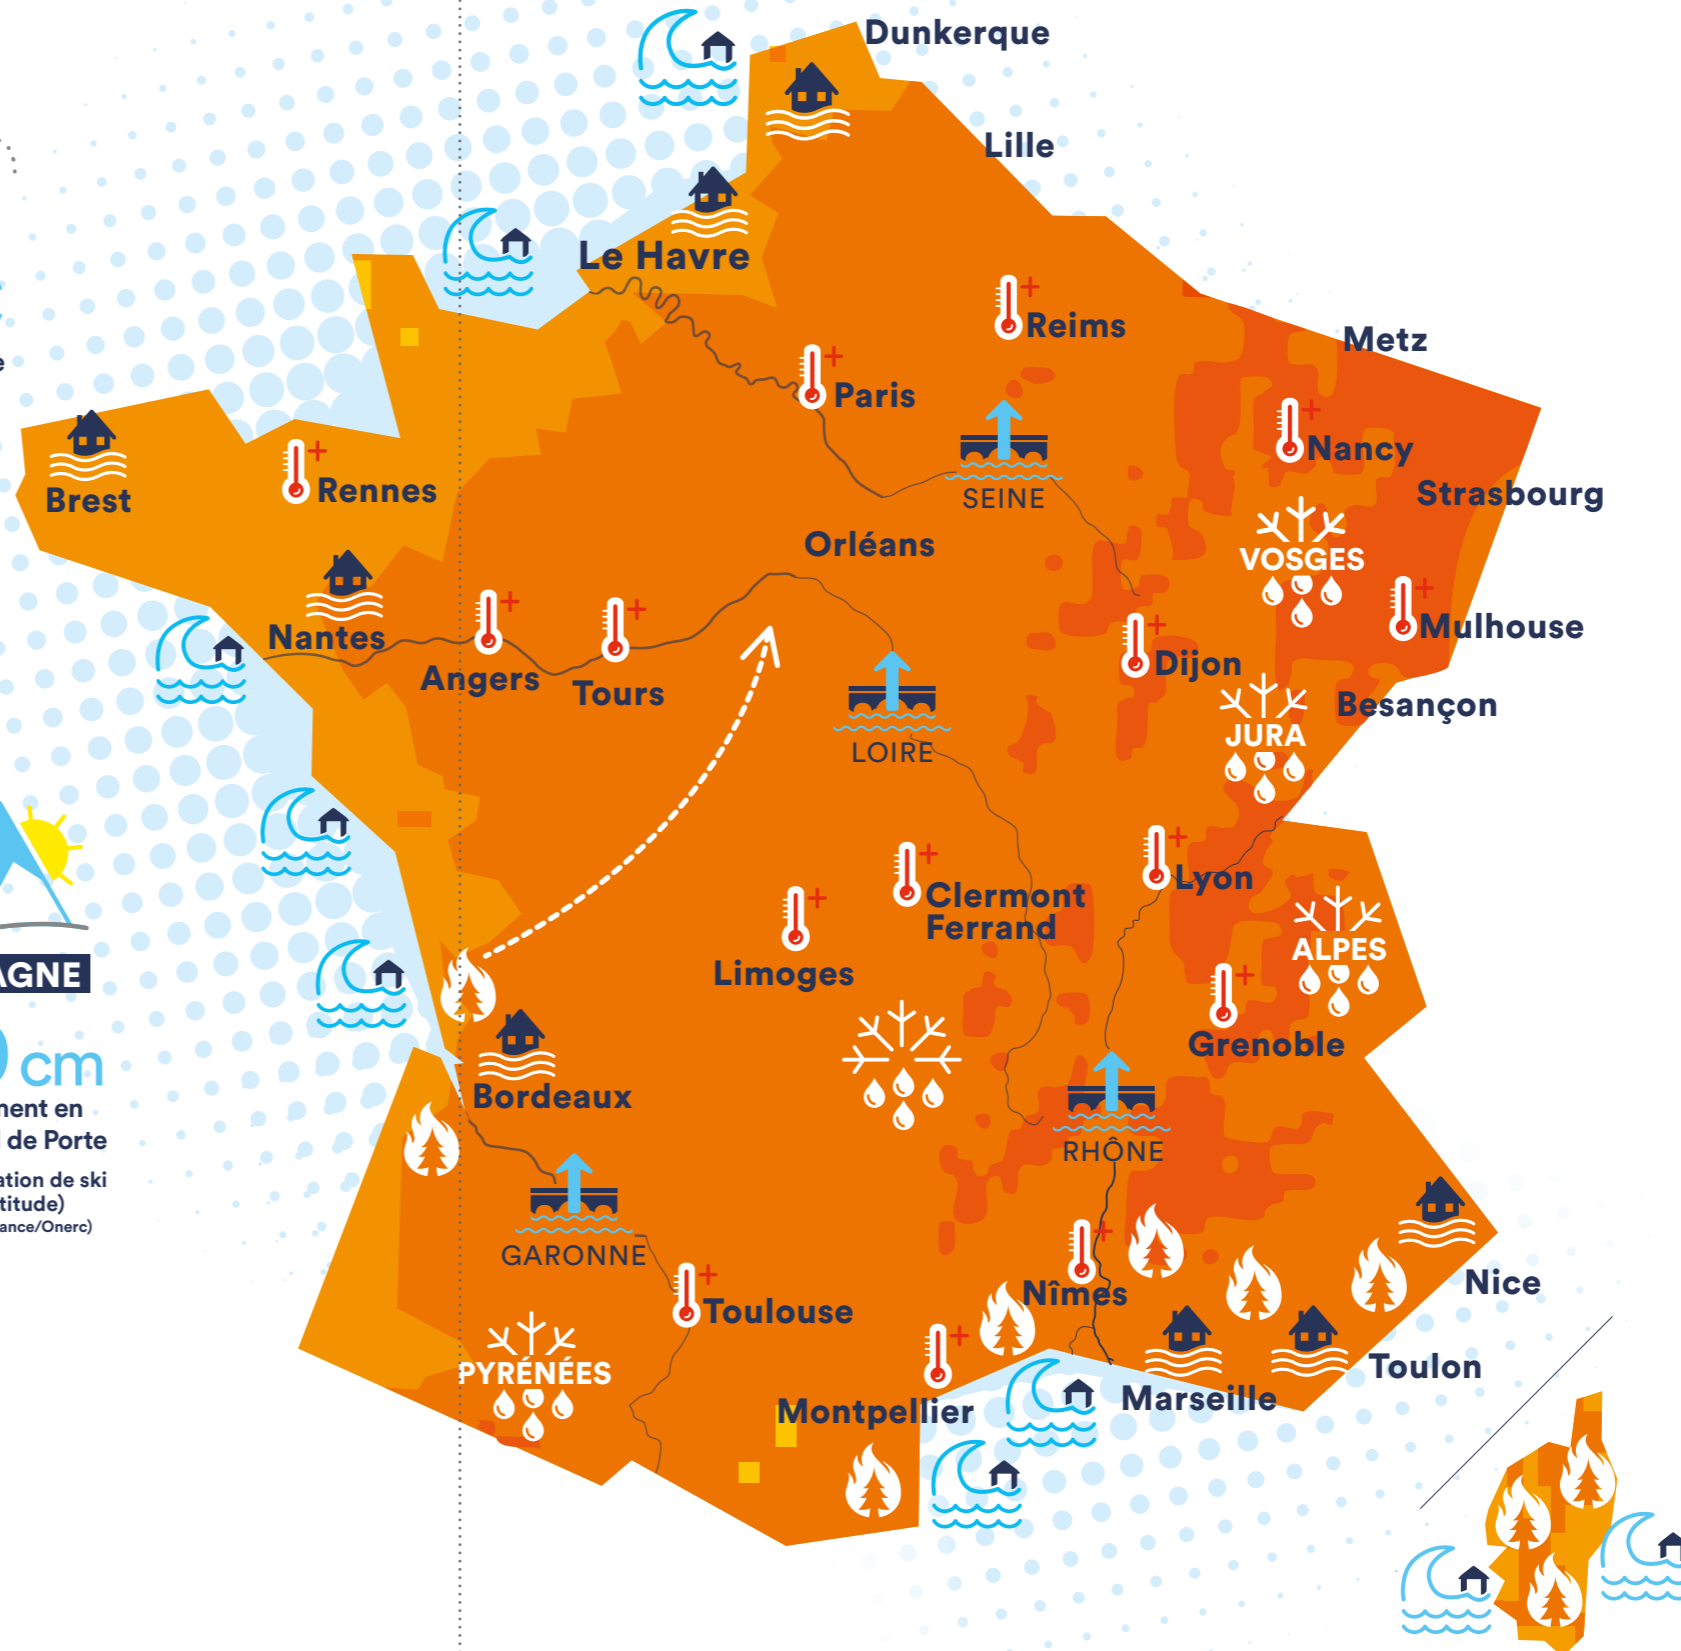 Dunkerque
Lille
Le Havre
Reims
Metz
Paris
Nancy
Brest
Rennes
SEINE
Strasbourg
Orléans
VOSGES
Nantes
Mulhouse
Angers
Tours
Dijon
Besançon
LOIRE
JURA
Lyon
Clermont
Ferrand
ALPES
Limoges
AGNE
Grenoble
cm
Bordeaux
ment en
de Porte
RHÔNE
ation de ski
titude)
ance/Onerc)
GARONNE
Nîmes
Nice
Toulouse
PYRÉNÉES
Toulon
Marseille
Montpellier